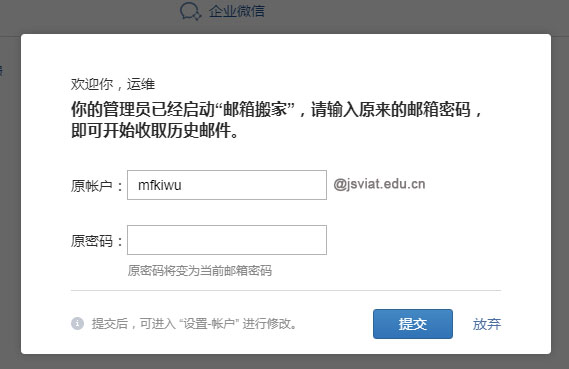 企业微信
欢迎你，运维
你的管理员已经启动“邮箱搬家”，请输入原来的邮箱密码，
即可开始收取历史邮件。
原帐户： mfkiwu @jsviat.edu.cn
原密码：
原密码将变为当前邮箱密码
提交后，可进入 “设置-帐户” 进行修改。 提交 放弃